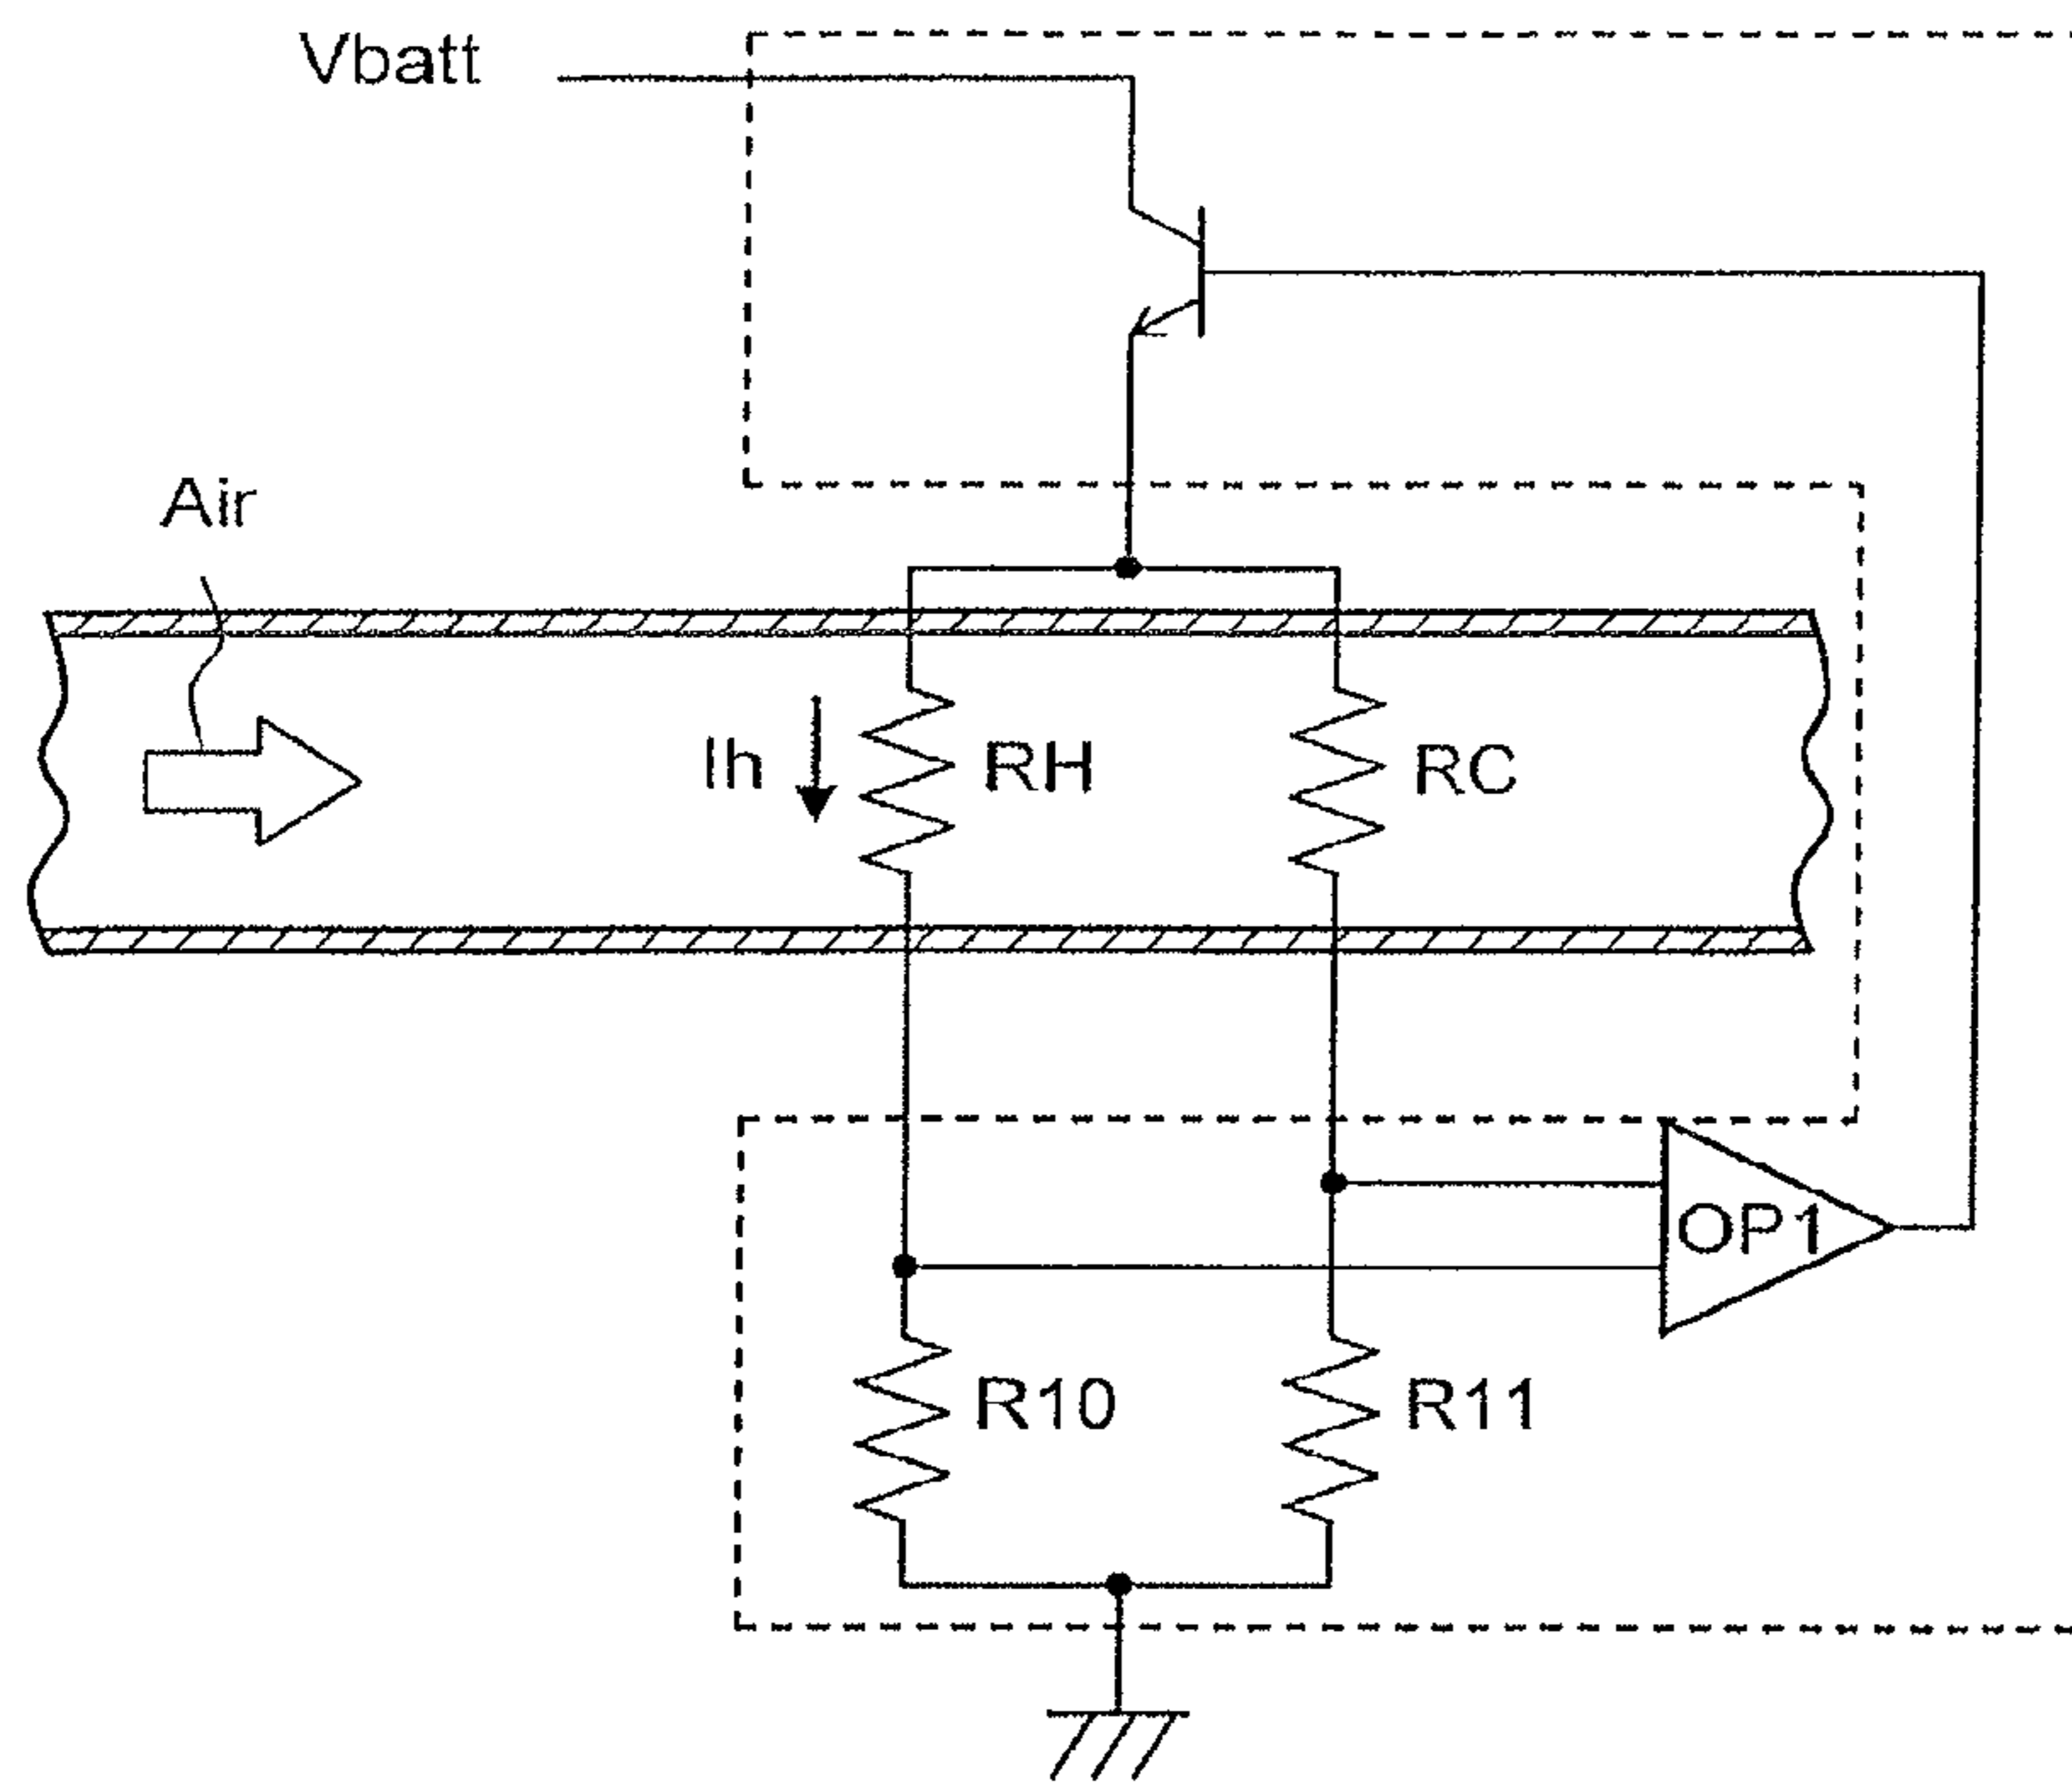 Vbatt
Air
Ih
RH
RC
OP1
R10
R11